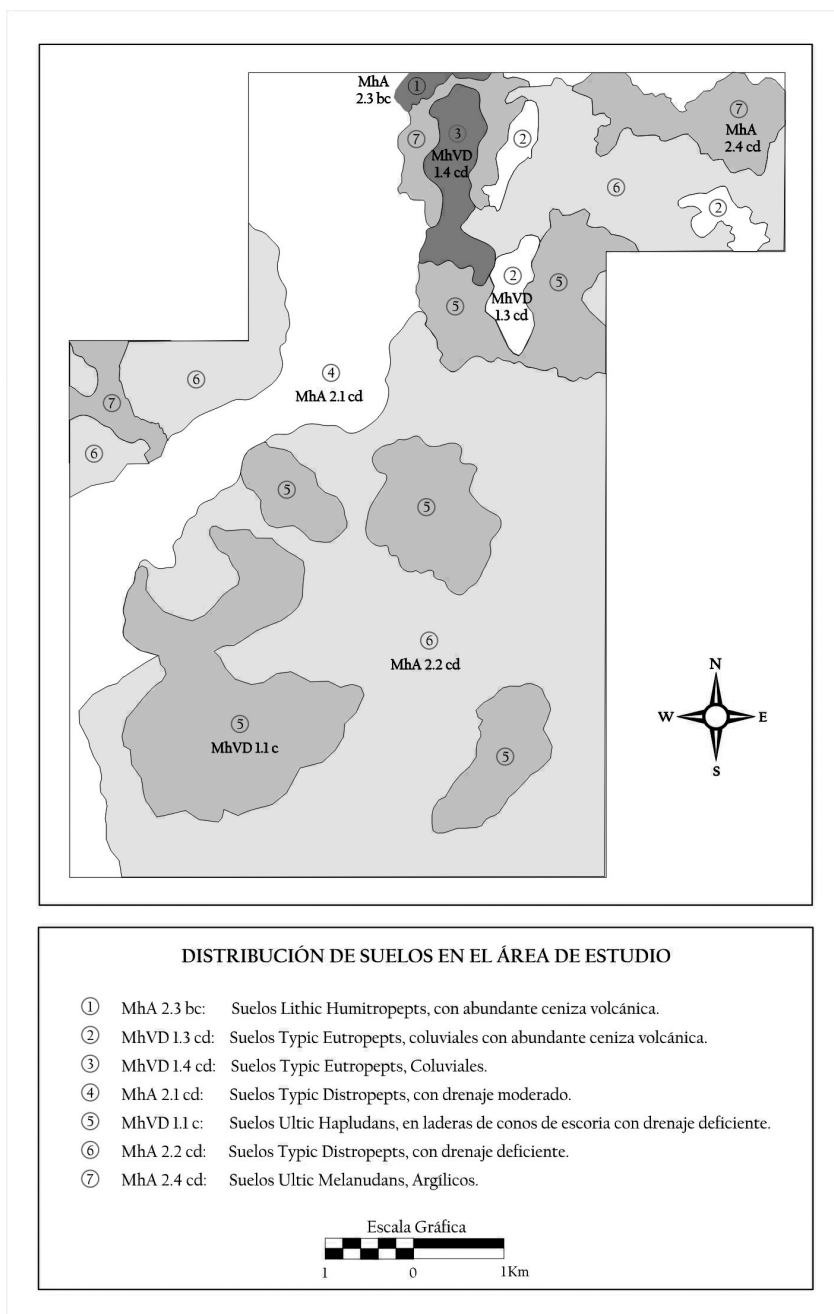 MhA
2.3 bc
1
7
3
MhVD
1.4 cd
2
7
MhA
2.4 cd
6
2
2
MhVD
1.3 cd
5
5
6
4
MhA 2.1 cd
7
6
5
5
6
MhA 2.2 cd
5
MhVD 1.1 c
5
N
W
E
S
DISTRIBUCIÓN DE SUELOS EN EL ÁREA DE ESTUDIO
1 MhA 2.3 bc: Suelos Lithic Humitropepts, con abundante ceniza volcánica.
2 MhVD 1.3 cd: Suelos Typic Eutropepts, coluviales con abundante ceniza volcánica.
3 MhVD 1.4 cd: Suelos Typic Eutropepts, Coluviales.
4 MhA 2.1 cd: Suelos Typic Distropepts, con drenaje moderado.
5 MhVD 1.1 c: Suelos Ultic Hapludans, en laderas de conos de escoria con drenaje deficiente.
6 MhA 2.2 cd: Suelos Typic Distropepts, con drenaje deficiente.
7 MhA 2.4 cd: Suelos Ultic Melanudans, Argílicos.
Escala Gráfica
1 0 1Km